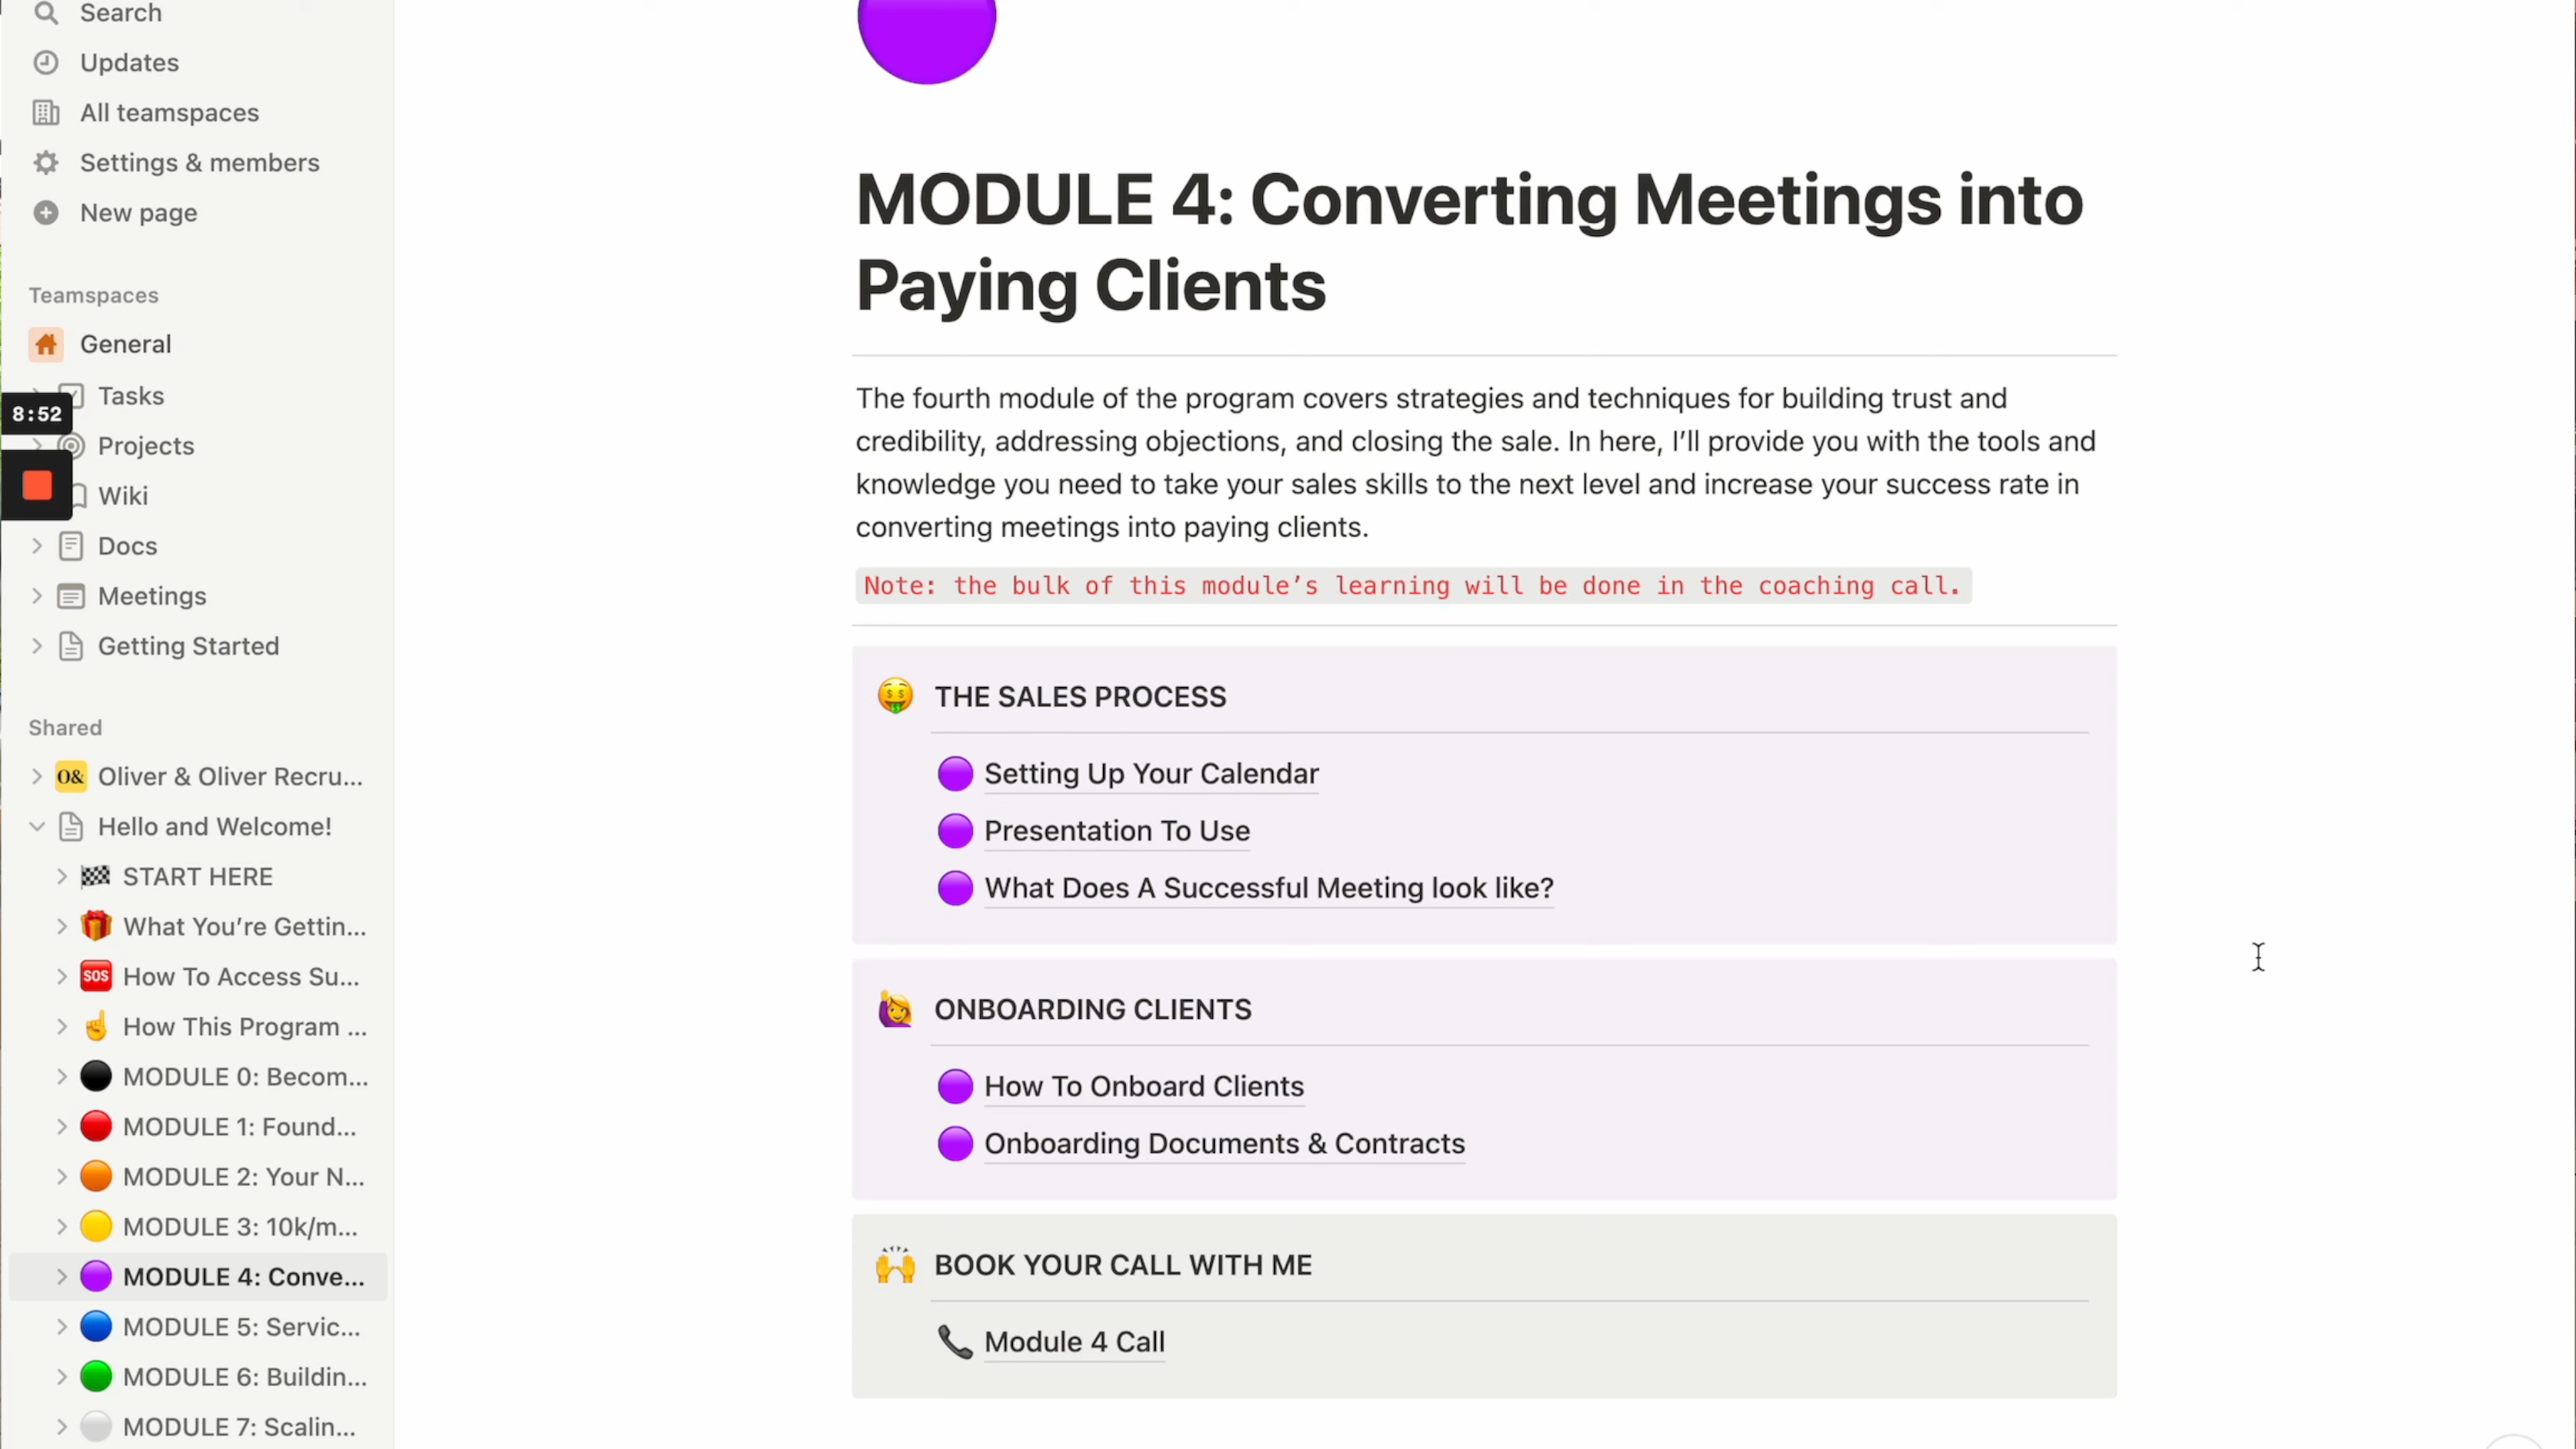 Search
Updates
All teamspaces
Settings & members
New page
Teamspaces
General
Tasks
8:52
Projects
Wiki
Docs
Meetings
Getting Started
Shared
O& Oliver & Oliver Recru...
Hello and Welcome!
START HERE
What You’re Gettin...
SOS How To Access Su...
How This Program ...
MODULE 0: Becom...
MODULE 1: Found...
MODULE 2: Your N...
MODULE 3: 10k/m...
MODULE 4: Conve...
MODULE 5: Servic...
MODULE 6: Buildin...
MODULE 7: Scalin...
MODULE 4: Converting Meetings into
Paying Clients
The fourth module of the program covers strategies and techniques for building trust and
credibility, addressing objections, and closing the sale. In here, I’ll provide you with the tools and
knowledge you need to take your sales skills to the next level and increase your success rate in
converting meetings into paying clients.
Note: the bulk of this module’s learning will be done in the coaching call.
THE SALES PROCESS
Setting Up Your Calendar
Presentation To Use
What Does A Successful Meeting look like?
ONBOARDING CLIENTS
How To Onboard Clients
Onboarding Documents & Contracts
BOOK YOUR CALL WITH ME
Module 4 Call